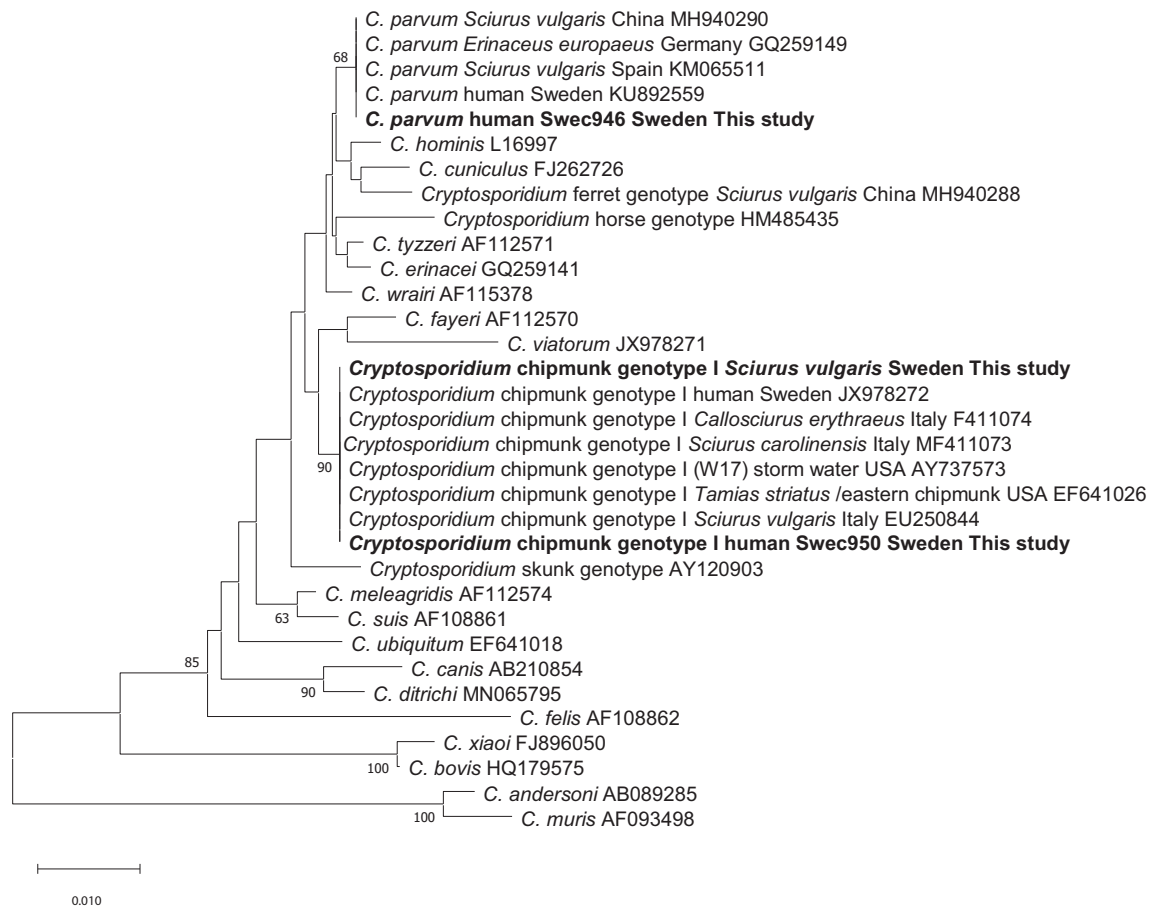 C. parvum Sciurus vulgaris China MH940290
C. parvum Erinaceus europaeus Germany GQ259149
68
C. parvum Sciurus vulgaris Spain KM065511
C. parvum human Sweden KU892559
C. parvum human Swec946 Sweden This study
C. hominis L16997
C. cuniculus FJ262726
Cryptosporidium ferret genotype Sciurus vulgaris China MH940288
Cryptosporidium horse genotype HM485435
C. tyzzeri AF112571
C. erinacei GQ259141
C. wrairi AF115378
C. fayeri AF112570
C. viatorum JX978271
Cryptosporidium chipmunk genotype I Sciurus vulgaris Sweden This study
Cryptosporidium chipmunk genotype I human Sweden JX978272
Cryptosporidium chipmunk genotype I Callosciurus erythraeus Italy F411074
Cryptosporidium chipmunk genotype I Sciurus carolinensis Italy MF411073
90
Cryptosporidium chipmunk genotype I (W17) storm water USA AY737573
Cryptosporidium chipmunk genotype I Tamias striatus /eastern chipmunk USA EF641026
Cryptosporidium chipmunk genotype I Sciurus vulgaris Italy EU250844
Cryptosporidium chipmunk genotype I human Swec950 Sweden This study
Cryptosporidium skunk genotype AY120903
C. meleagridis AF112574
63
C. suis AF108861
C. ubiquitum EF641018
85
C. canis AB210854
90
C. ditrichi MN065795
C. felis AF108862
C. xiaoi FJ896050
100
C. bovis HQ179575
C. andersoni AB089285
100
C. muris AF093498
0.010